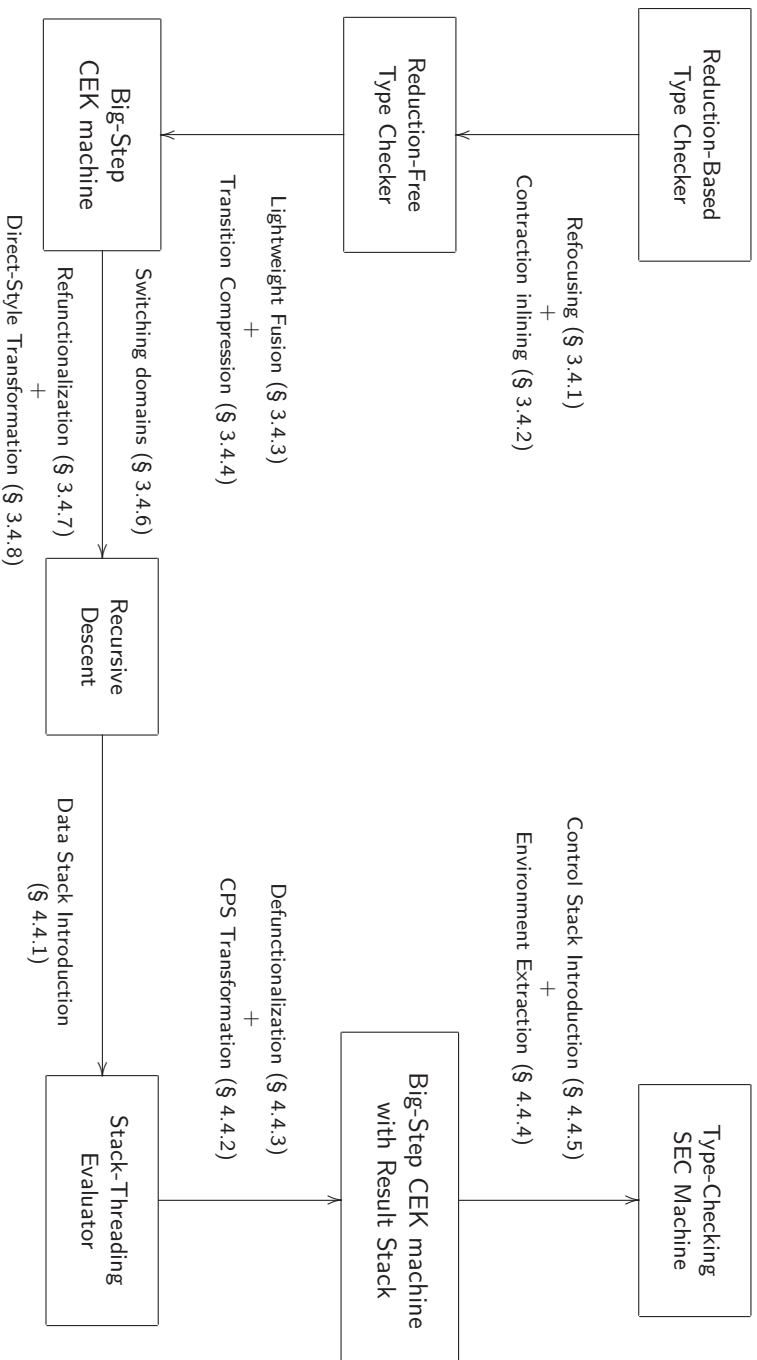 Reduction-Based
Type Checker
Refocusing (§ 3.4.1)
+
Contraction inlining (§ 3.4.2)
Reduction-Free
Type Checker
Lightweight Fusion (§ 3.4.3)
+
Transition Compression (§ 3.4.4)
Big-Step
CEK machine
Switching domains (§ 3.4.6)
Refunctionalization (§ 3.4.7)
+
Direct-Style Transformation (§ 3.4.8)
Recursive
Descent
Data Stack Introduction
(§ 4.4.1)
Stack-Threading
Evaluator
Defunctionalization (§ 4.4.3)
+
CPS Transformation (§ 4.4.2)
Big-Step CEK machine
with Result Stack
Control Stack Introduction (§ 4.4.5)
+
Environment Extraction (§ 4.4.4)
Type-Checking
SEC Machine